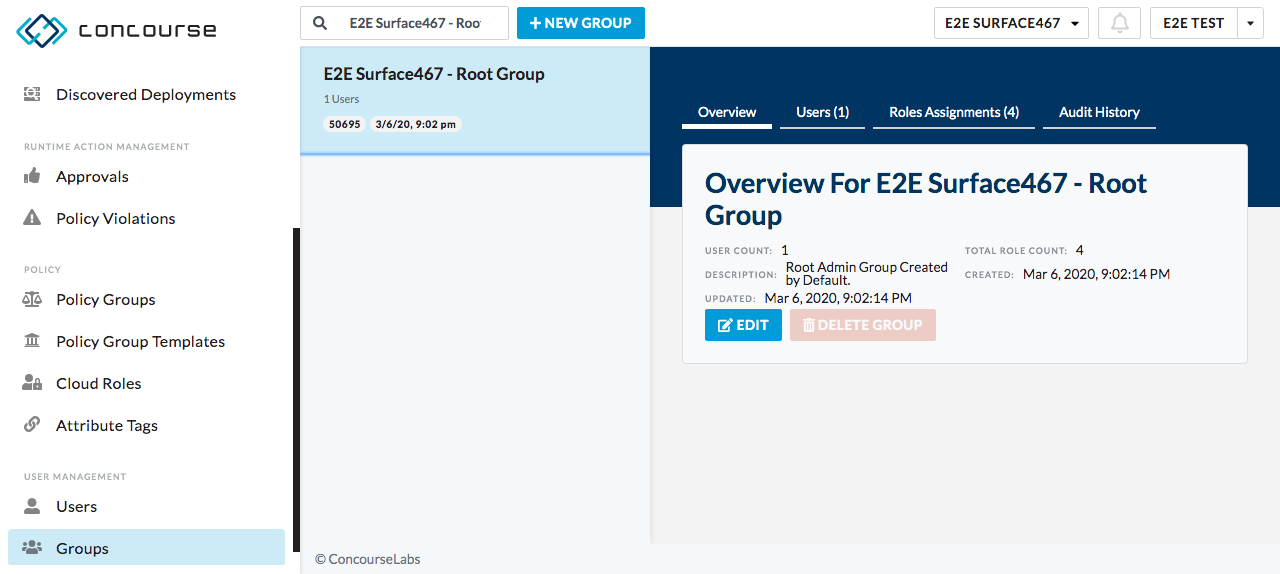 concourse
Discovered Deployments
RUNTIME ACTION MANAGEMENT
Approvals
Policy Violations
POLICY
Policy Groups
Policy Group Templates
Cloud Roles
Attribute Tags
USER MANAGEMENT
Users
Groups
E2E Surface467 - Roo
+ NEW GROUP
E2E SURFACE467
E2E TEST
E2E Surface467 - Root Group
1 Users
50695 3/6/20, 9:02 pm
Overview Users (1) Roles Assignments (4) Audit History
Overview For E2E Surface467 - Root
Group
USER COUNT: 1 TOTAL ROLE COUNT: 4
DESCRIPTION: Root Admin Group Created
by Default.
CREATED: Mar 6, 2020, 9:02:14 PM
UPDATED: Mar 6, 2020, 9:02:14 PM
EDIT DELETE GROUP
© ConcourseLabs